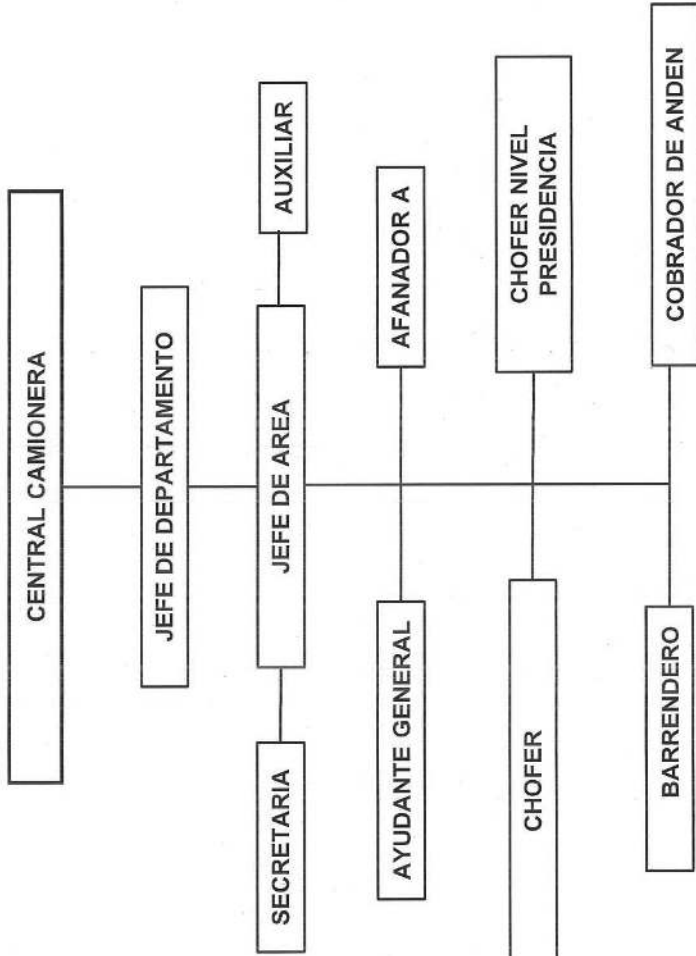 CENTRAL CAMIONERA
JEFE DE DEPARTAMENTO
SECRETARIA
JEFE DE AREA
AUXILIAR
AYUDANTE GENERAL
AFANADOR A
CHOFER
CHOFER NIVEL
PRESIDENCIA
BARRENDERO
COBRADOR DE ANDEN